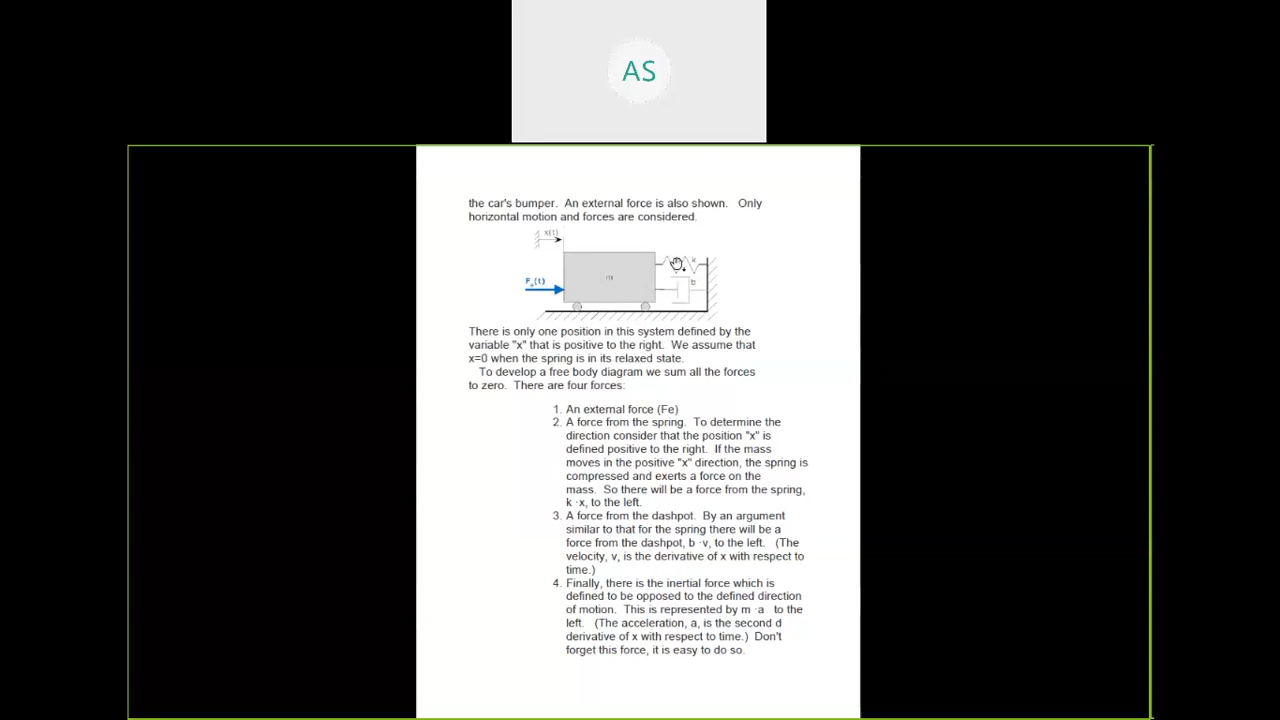 AS
the car's bumper. An external force is also shown. Only
horizontal motion and forces are considered.
x(t)
k
m
Fe(t)
b
There is only one position in this system defined by the
variable "x" that is positive to the right. We assume that
x=0 when the spring is in its relaxed state.
To develop a free body diagram we sum all the forces
to zero. There are four forces:
1. An external force (Fe)
2. A force from the spring. To determine the
direction consider that the position "x" is
defined positive to the right. If the mass
moves in the positive "x" direction, the spring is
compressed and exerts a force on the
mass. So there will be a force from the spring,
k ·x, to the left.
3. A force from the dashpot. By an argument
similar to that for the spring there will be a
force from the dashpot, b ·v, to the left. (The
velocity, v, is the derivative of x with respect to
time.)
4. Finally, there is the inertial force which is
defined to be opposed to the defined direction
of motion. This is represented by m ·a to the
left. (The acceleration, a, is the second d
derivative of x with respect to time.) Don't
forget this force, it is easy to do so.